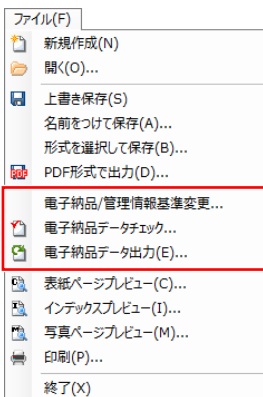 ファイル(F)
新規作成(N)
開く(O)...
上書き保存(S)
名前をつけて保存(A)...
形式を選択して保存(B)...
PDF PDF形式で出力(D)...
電子納品/管理情報基準変更...
電子納品データチェック...
電子納品データ出力(E)...
表紙ページプレビュー(C)...
インデックスプレビュー(I)...
写真ページプレビュー(M)...
印刷(P)...
終了(X)